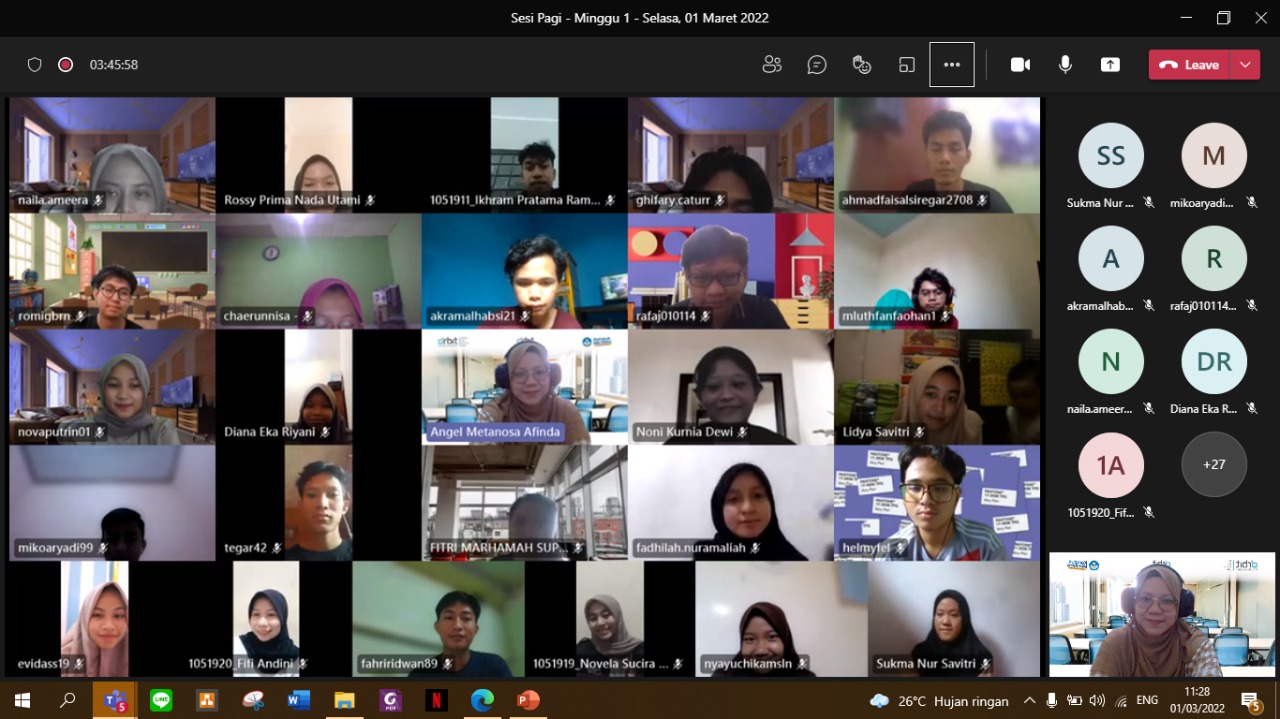 Sesi Pagi - Minggu 1 - Selasa, 01 Maret 2022
03:45:58
Leave
naila.ameera
Rossy Prima Nada Utami
1051911_Ikhram Pratama Ram...
ghifary.caturr
ahmadfaisalsiregar2708
romigbrn
chaerunnisa -
akramalhabsi21
rafaj010114
mluthfanfaohan1
novaputrin01
Diana Eka Riyani
Angel Metanosa Afinda
Noni Kurnia Dewi
Lidya Savitri
mikoaryadi99
tegar42
FITRI MARHAMAH SUP...
fadhilah.nuramaliah
helmyfel
evidass19
1051920_Fifi Andini
fahriridwan89
1051919_Novela Sucira ...
nyayuchikamsln
Sukma Nur Savitri
SS
M
Sukma Nur ...
mikoaryadi...
A
R
akramalhab...
rafaj010114...
N
DR
naila.ameer...
Diana Eka R...
1A
+27
1051920_Fif...
26°C Hujan ringan
ENG
11:28
01/03/2022
5